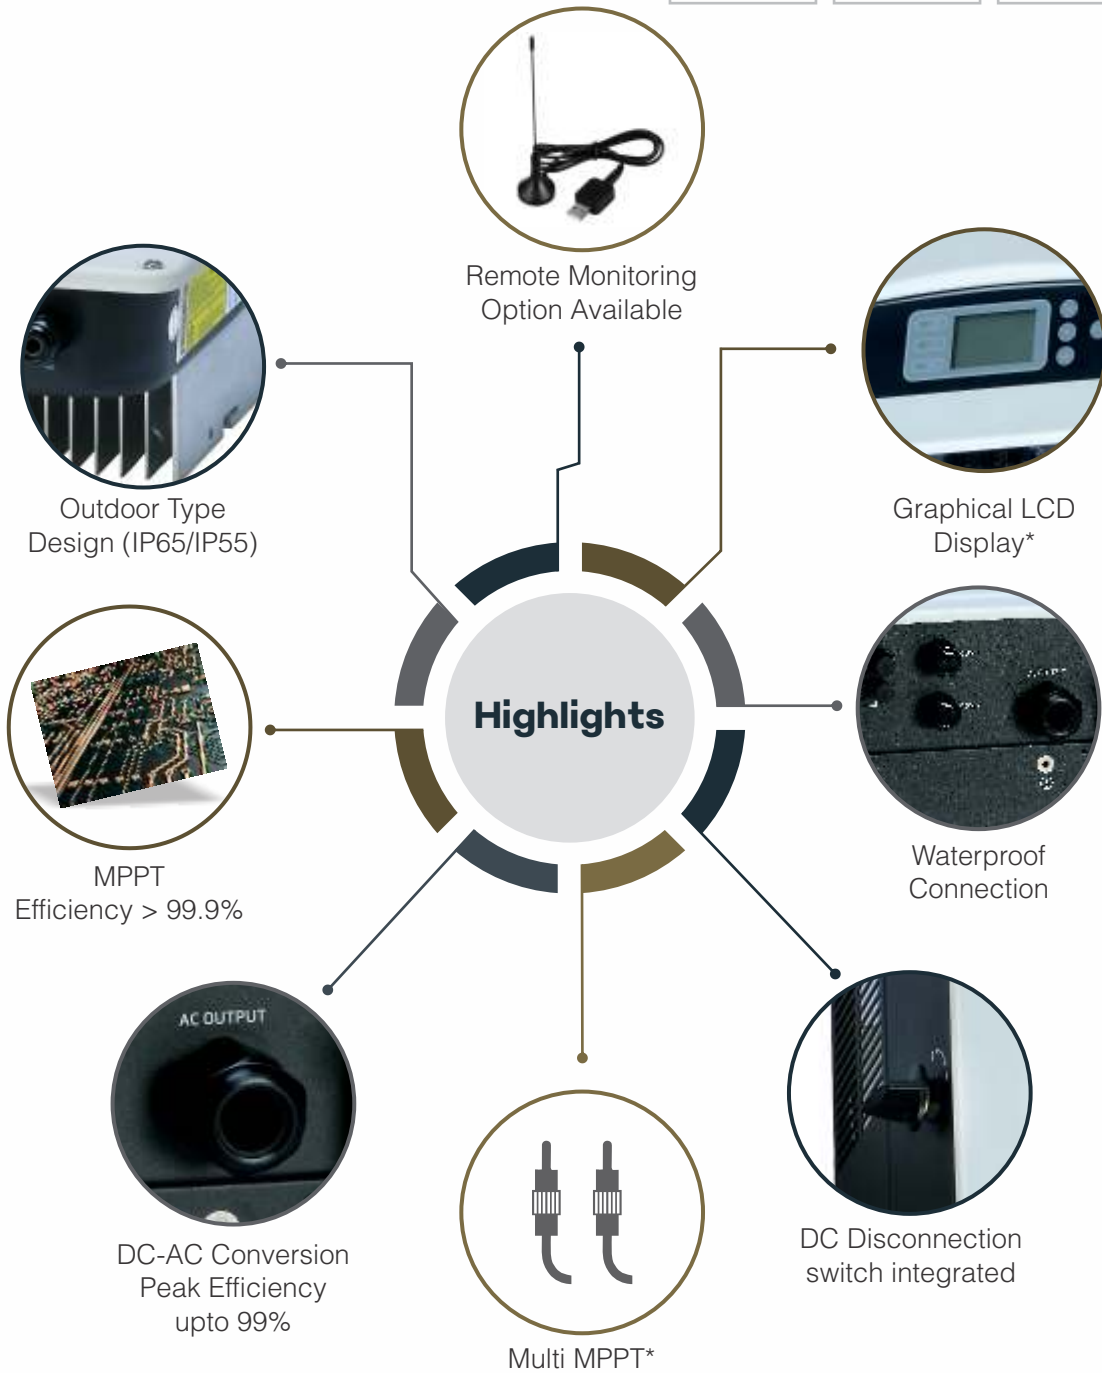 Remote Monitoring
Option Available
Outdoor Type
Design (IP65/IP55)
Graphical LCD
Display*
Highlights
MPPT
Efficiency > 99.9%
Waterproof
Connection
AC OUTPUT
DC-AC Conversion
Peak Efficiency
upto 99%
DC Disconnection
switch integrated
Multi MPPT*